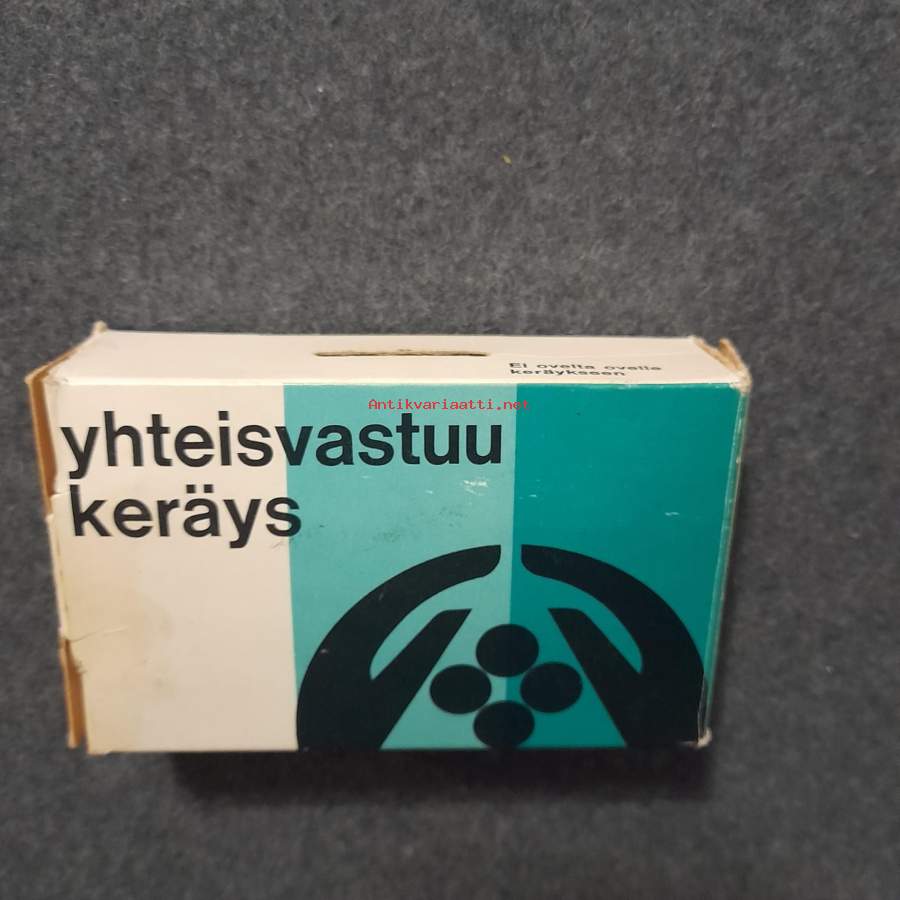 Ei ovelta ovelle
keräykseen
Antikvariaatti.net
yhteisvastuu
keräys